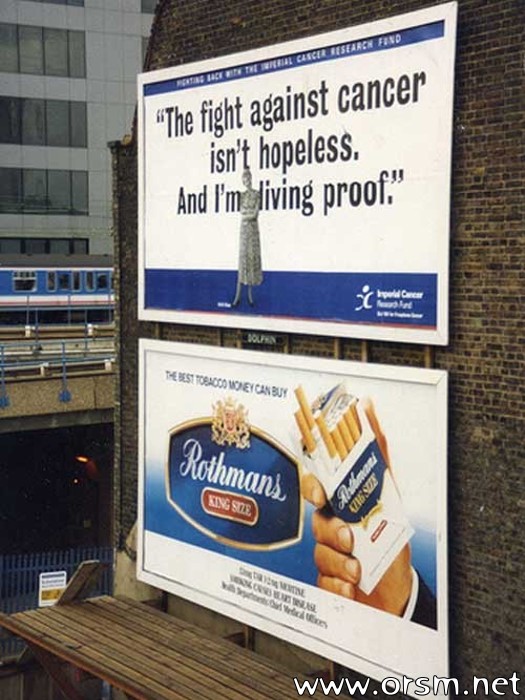 FIGHTING BACK WITH THE IMPERIAL CANCER RESEARCH FUND
“The fight against cancer
isn’t hopeless.
And I’m living proof.”
Imperial Cancer
Research Fund
DOLPHIN
THE BEST TOBACCO MONEY CAN BUY
Rothmans
KING SIZE
Rothmans
KING SIZE
SMOKING CAUSES HEART DISEASE
Health Departments' Chief Medical Officers
www.orsm.net